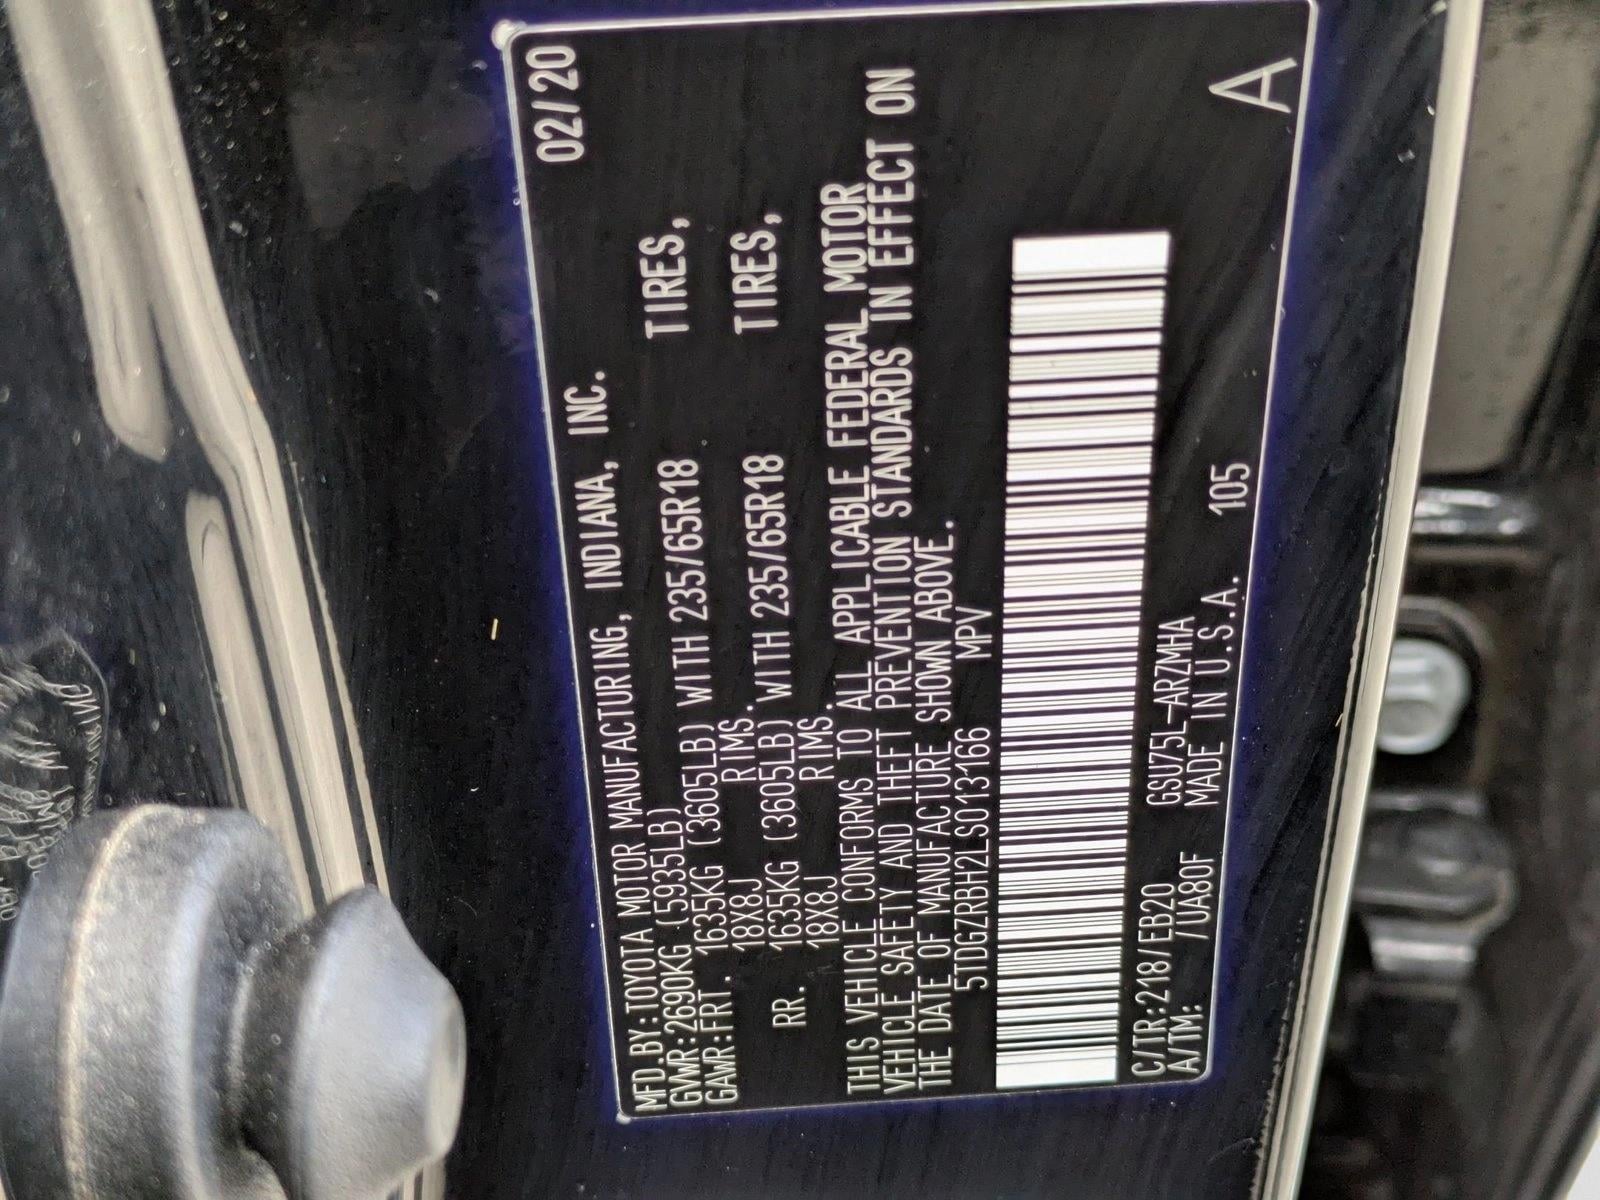 02/20
MFD.BY:TOYOTA MOTOR MANUFACTURING, INDIANA, INC.
GVWR:2690KG (5935LB)
GAWR:FRT. 1635KG (3605LB) WITH 235/65R18 TIRES,
18X8J RIMS.
RR. 1635KG (3605LB) WITH 235/65R18 TIRES,
18X8J RIMS.
THIS VEHICLE CONFORMS TO ALL APPLICABLE FEDERAL MOTOR
VEHICLE SAFETY AND THEFT PREVENTION STANDARDS IN EFFECT ON
THE DATE OF MANUFACTURE SHOWN ABOVE.
5TDGZRBH2LS013166 MPV
C/TR:218/EB20 GSU75L-ARZMHA
A/TM: /UA80F MADE IN U.S.A. 105
A